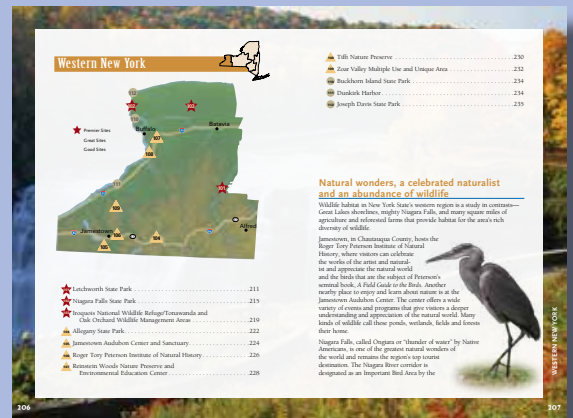 Western New York
Premier Sites
Great Sites
Good Sites
112
102
103
110
Buffalo
Batavia
107
108
101
111
109
Jamestown
106
104
Alfred
105
Letchworth State Park 211
Niagara Falls State Park 215
Iroquois National Wildlife Refuge/Tonawanda and
Oak Orchard Wildlife Management Areas 219
Allegany State Park 222
Jamestown Audubon Center and Sanctuary 224
Roger Tory Peterson Institute of Natural History 226
Reinstein Woods Nature Preserve and
Environmental Education Center 228
206
Tifft Nature Preserve 230
Zoar Valley Multiple Use and Unique Area 232
Buckhorn Island State Park 234
Dunkirk Harbor 234
Joseph Davis State Park 235
Natural wonders, a celebrated naturalist
and an abundance of wildlife
Wildlife habitat in New York State's western region is a study in contrasts—
Great Lakes shorelines, mighty Niagara Falls, and many square miles of
agriculture and reforested farms that provide habitat for the area's rich
diversity of wildlife.
Jamestown, in Chautauqua County, hosts the
Roger Tory Peterson Institute of Natural
History, where visitors can celebrate
the works of the artist and natural-
ist and appreciate the natural world
and the birds that are the subject of Peterson's
seminal book, A Field Guide to the Birds. Another
nearby place to enjoy and learn about nature is at the
Jamestown Audubon Center. The center offers a wide
variety of events and programs that give visitors a deeper
understanding and appreciation of the natural world. Many
kinds of wildlife call these ponds, wetlands, fields and forests
their home.
Niagara Falls, called Ongiara or "thunder of water" by Native
Americans, is one of the greatest natural wonders of
the world and remains the region's top tourist
destination. The Niagara River corridor is
designated as an Important Bird Area by the
WESTERN NEW YORK
207